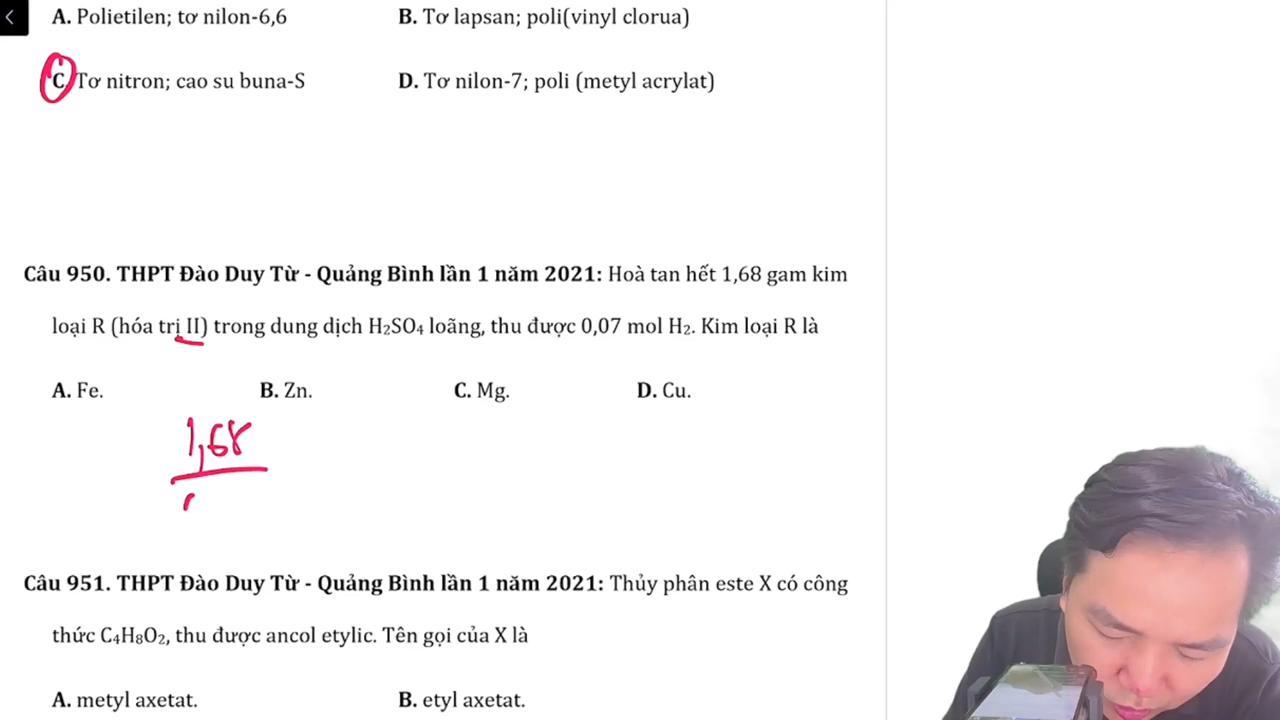 A. Polietilen; tơ nilon-6,6 B. Tơ lapsan; poli(vinyl clorua)
C. Tơ nitron; cao su buna-S D. Tơ nilon-7; poli (metyl acrylat)
Câu 950. THPT Đào Duy Từ - Quảng Bình lần 1 năm 2021: Hoà tan hết 1,68 gam kim
loại R (hóa trị II) trong dung dịch H₂SO₄ loãng, thu được 0,07 mol H₂. Kim loại R là
A. Fe. B. Zn. C. Mg. D. Cu.
1,68
Câu 951. THPT Đào Duy Từ - Quảng Bình lần 1 năm 2021: Thủy phân este X có công
thức C₄H₈O₂, thu được ancol etylic. Tên gọi của X là
A. metyl axetat. B. etyl axetat.